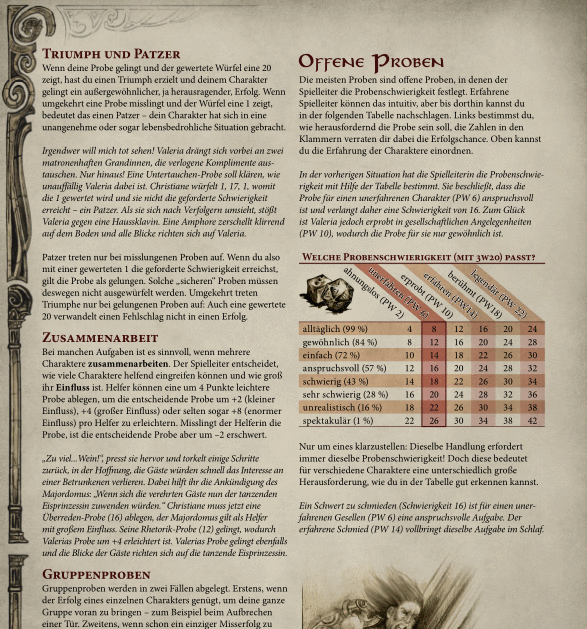 Triumph und Patzer
Wenn deine Probe gelingt und der gewertete Würfel eine 20
zeigt, hast du einen Triumph erzielt und deinem Charakter
gelingt ein außergewöhnlicher, ja herausragender, Erfolg. Wenn
umgekehrt eine Probe misslingt und der Würfel eine 1 zeigt,
bedeutet das einen Patzer – dein Charakter hat sich in eine
unangenehme oder sogar lebensbedrohliche Situation gebracht.
Irgendwer will mich tot sehen! Valeria drängt sich vorbei an zwei
matronenhaften Grandinnen, die verlogene Komplimente aus-
tauschen. Nur hinaus! Eine Untertauchen-Probe soll klären, wie
unauffällig Valeria dabei ist. Christiane würfelt 1, 17, 1, womit
die 1 gewertet wird und sie nicht die geforderte Schwierigkeit
erreicht – ein Patzer. Als sie sich nach Verfolgern umsieht, stößt
Valeria gegen eine Hausssklavin. Eine Amphore zerschellt klirrend
auf dem Boden und alle Blicke richten sich auf Valeria.
Patzer treten nur bei misslungenen Proben auf. Wenn du also
mit einer gewerteten 1 die geforderte Schwierigkeit erreichst,
gilt die Probe als gelungen. Solche „sicheren" Proben müssen
deswegen nicht ausgewürfelt werden. Umgekehrt treten
Triumphe nur bei gelungenen Proben auf: Auch eine gewertete
20 verwandelt einen Fehlschlag nicht in einen Erfolg.
Zusammenarbeit
Bei manchen Aufgaben ist es sinnvoll, wenn mehrere
Charaktere zusammenarbeiten. Der Spielleiter entscheidet,
wie viele Charaktere helfend eingreifen können und wie groß
ihr Einfluss ist. Helfer können eine um 4 Punkte leichtere
Probe ablegen, um die entscheidende Probe um +2 (kleiner
Einfluss), +4 (großer Einfluss) oder selten sogar +8 (enormer
Einfluss) pro Helfer zu erleichtern. Misslingt der Helferin die
Probe, ist die entscheidende Probe aber um –2 erschwert.
„Zu viel...Wein!", presst sie hervor und torkelt einige Schritte
zurück, in der Hoffnung, die Gäste würden schnell das Interesse an
einer Betrunkenen verlieren. Dabei hilft ihr die Ankündigung des
Majordomus: „Wenn sich die verehrten Gäste nun der tanzenden
Eisprinzessin zuwenden würden." Christiane muss jetzt eine
Überreden-Probe (16) ablegen, der Majordomus gilt als Helfer
mit großem Einfluss. Seine Rhetorik-Probe (12) gelingt, wodurch
Valerias Probe um +4 erleichtert ist. Valerias Probe gelingt ebenfalls
und die Blicke der Gäste richten sich auf die tanzende Eisprinzessin.
Gruppenproben
Gruppenproben werden in zwei Fällen abgelegt. Erstens, wenn
der Erfolg eines einzelnen Charakters genügt, um deine ganze
Gruppe voran zu bringen – zum Beispiel beim Aufbrechen
einer Tür. Zweitens, wenn schon ein einziger Misserfolg zu
Offene Proben
Die meisten Proben sind offene Proben, in denen der
Spielleiter die Probenschwierigkeit festlegt. Erfahrene
Spielleiter können das intuitiv, aber bis dorthin kannst du
in der folgenden Tabelle nachschlagen. Links bestimmst du,
wie herausfordernd die Probe sein soll, die Zahlen in den
Klammern verraten dir dabei die Erfolgschance. Oben kannst
du die Erfahrung der Charaktere einordnen.
In der vorherigen Situation hat die Spielleiterin die Probenschwie-
rigkeit mit Hilfe der Tabelle bestimmt. Sie beschließt, dass die
Probe für einen unerfahrenen Charakter (PW 6) anspruchsvoll
ist und verlangt daher eine Schwierigkeit von 16. Zum Glück
ist Valeria jedoch erprobt in gesellschaftlichen Angelegenheiten
(PW 10), wodurch die Probe für sie nur gewöhnlich ist.
Welche Probenschwierigkeit (mit 3W20) passt?
ahnungslos (PW 2) unerfahren (PW 6) erprobt (PW 10) erfahren (PW 14) berühmt (PW 18) legendär (PW 22)
alltäglich (99 %) 4 8 12 16 20 24
gewöhnlich (84 %) 8 12 16 20 24 28
einfach (72 %) 10 14 18 22 26 30
anspruchsvoll (57 %) 12 16 20 24 28 32
schwierig (43 %) 14 18 22 26 30 34
sehr schwierig (28 %) 16 20 24 28 32 36
unrealistisch (16 %) 18 22 26 30 34 38
spektakulär (1 %) 22 26 30 34 38 42
Nur um eines klarzustellen: Dieselbe Handlung erfordert
immer dieselbe Probenschwierigkeit! Doch diese bedeutet
für verschiedene Charaktere eine unterschiedlich große
Herausforderung, wie du in der Tabelle gut erkennen kannst.
Ein Schwert zu schmieden (Schwierigkeit 16) ist für einen uner-
fahrenen Gesellen (PW 6) eine anspruchsvolle Aufgabe. Der
erfahrene Schmied (PW 14) vollbringt dieselbe Aufgabe im Schlaf.